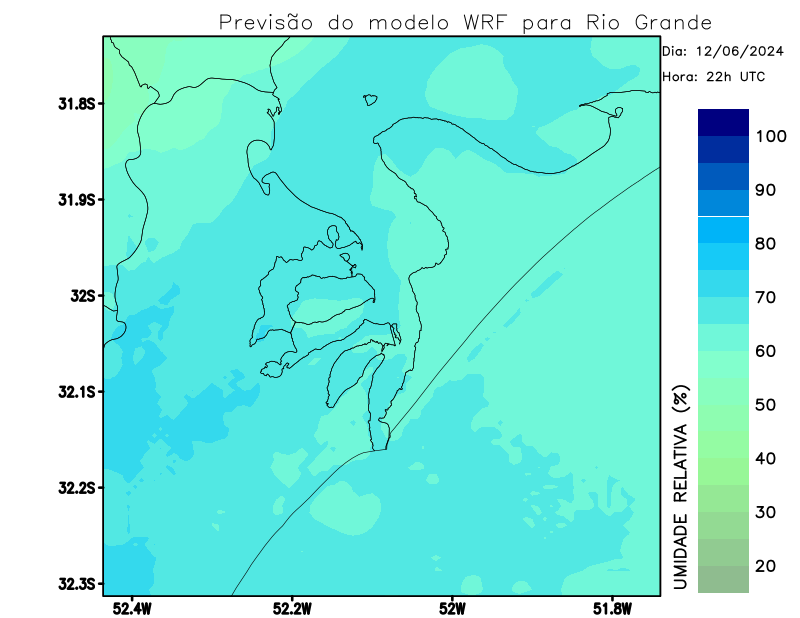 Previsão do modelo WRF para Rio Grande
Dia: 12/06/2024
Hora: 22h UTC
31.8S
31.9S
32S
32.1S
32.2S
32.3S
52.4W
52.2W
52W
51.8W
100
90
80
70
60
50
40
30
20
UMIDADE RELATIVA (%)